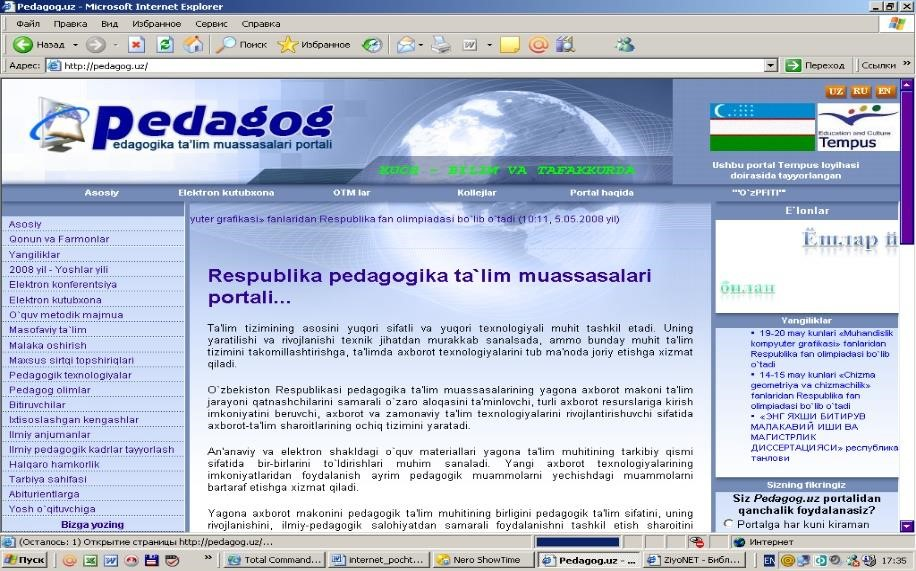 Pedagog.uz - Microsoft Internet Explorer
Файл Правка Вид Избранное Сервис Справка
Назад Поиск Избранное
Адрес: http://pedagog.uz/ Переход Ссылки »
UZ RU EN
Pedagog
edagogika ta'lim muassasalari portali
KUCH - BILIM VA TAFAKKURDA
Education and Culture
Tempus
Ushbu portal Tempus loyihasi
doirasida tayyorlangan
Asosiy Elektron kutubxona OTM lar Kollejlar Portal haqida ""O`zPFITI""
Asosiy
Qonun va Farmonlar
Yangiliklar
2008 yil - Yoshlar yili
Elektron konferentsiya
Elektron kutubxona
O`quv metodik majmua
Masofaviy ta`lim
Malaka oshirish
Maxsus sirtqi topshiriqlari
Pedagogik texnologiyalar
Pedagog olimlar
Bitiruvchilar
Ixtisoslashgan kengashlar
Ilmiy anjumanlar
Ilmiy pedagogik kadrlar tayyorlash
Halqaro hamkorlik
Tarbiya sahifasi
Abiturientlarga
Yosh o`qituvchiga
Bizga yozing
yuter grafikasi» fanlaridan Respublika fan olimpiadasi bo`lib o`tadi (10:11, 5.05.2008 yil)
Respublika pedagogika ta`lim muassasalari
portali...
Ta'lim tizimining asosini yuqori sifatli va yuqori texnologiyali muhit tashkil etadi. Uning
yaratilishi va rivojlanishi texnik jihatdan murakkab sanalsada, ammo bunday muhit ta'lim
tizimini takomillashtirishga, ta'limda axborot texnologiyalarini tub ma'noda joriy etishga xizmat
qiladi.
O`zbekiston Respublikasi pedagogika ta'lim muassasalarining yagona axborot makoni ta'lim
jarayoni qatnashchilarini samarali o`zaro aloqasini ta'minlovchi, turli axborot resurslariga kirish
imkoniyatini beruvchi, axborot va zamonaviy ta'lim texnologiyalarini rivojlantirishuvchi sifatida
axborot-ta'lim sharoitlarining ochiq tizimini yaratadi.
An'anaviy va elektron shakldagi o`quv materiallari yagona ta'lim muhitining tarkibiy qismi
sifatida bir-birlarini to`ldirishlari muhim sanaladi. Yangi axborot texnologiyalarining
imkoniyatlaridan foydalanish ayrim pedagogik muammolarni yechishdagi muammolarni
bartaraf etishga xizmat qiladi.
Yagona axborot makonini pedagogik ta'lim muhitining birligini pedagogik ta'lim sifatini, uning
rivojlanishini, ilmiy-pedagogik salohiyatdan samarali foydalanishni tashkil etish sharoitini
E`lonlar
Ёшлар й
билан
Yangiliklar
• 19-20 may kunlari «Muhandislik
kompyuter grafikasi» fanlaridan
Respublika fan olimpiadasi bo`lib
o`tadi
• 14-15 may kunlari «Chizma
geometriya va chizmachilik»
fanlaridan Respublika fan
olimpiadasi bo`lib o`tadi
• «ЭНГ ЯХШИ БИТИРУВ
МАЛАКАВИЙ ИШИ ВА
МАГИСТРЛИК
ДИССЕРТАЦИЯСИ» республика
танлови
Sizning fikringiz
Siz Pedagog.uz portalidan
qanchalik foydalanasiz?
Portalga har kuni kiraman
(Осталось: 1) Открытие страницы http://pedagog.uz/... Интернет
Пуск » Total Command... internet_pocht... Nero ShowTime Pedagog.uz - ... ZiyoNET - Библ... EN 17:35